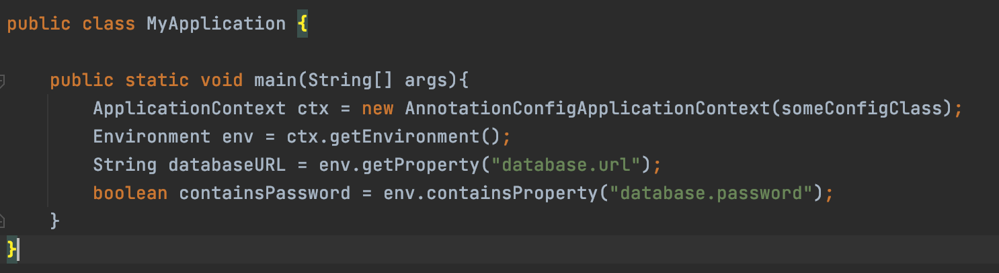 public class MyApplication {
public static void main(String[] args){
ApplicationContext ctx = new AnnotationConfigApplicationContext(someConfigClass);
Environment env = ctx.getEnvironment();
String databaseURL = env.getProperty("database.url");
boolean containsPassword = env.containsProperty("database.password");
}
}